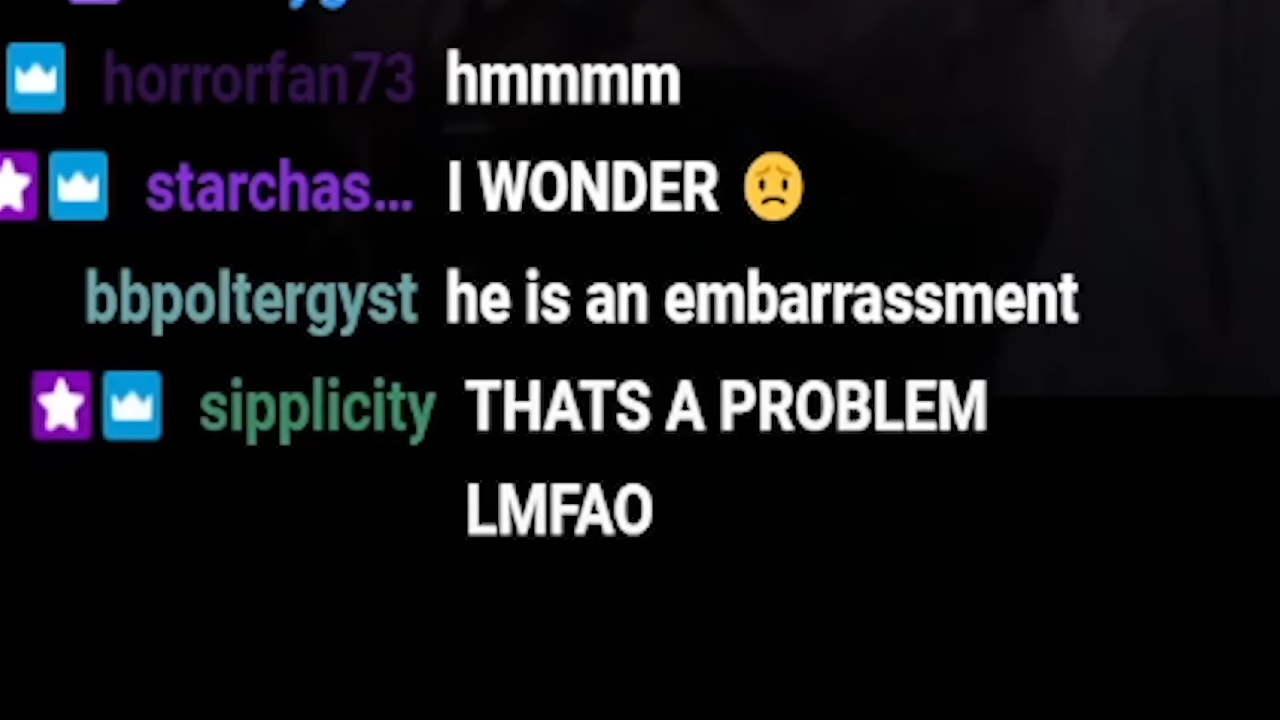 horrorfan73 hmmmm
starchas... I WONDER 😟
bbpoltergyst he is an embarrassment
sipplicity THATS A PROBLEM
LMFAO